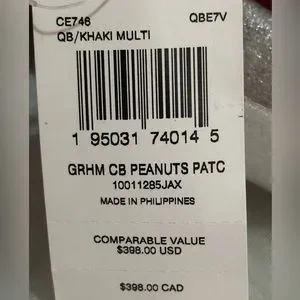 CE746 QBE7V
QB/KHAKI MULTI
1 95031 74014 5
GRHM CB PEANUTS PATC
10011285JAX
MADE IN PHILIPPINES
COMPARABLE VALUE
$398.00 USD
$398.00 CAD